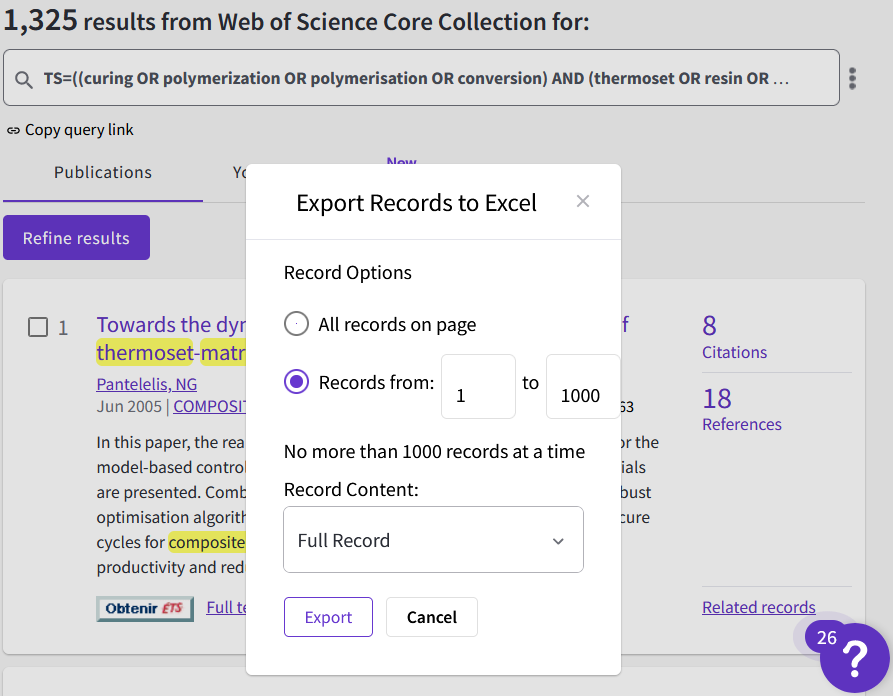 1,325 results from Web of Science Core Collection for:
TS=((curing OR polymerization OR polymerisation OR conversion) AND (thermoset OR resin OR …
Copy query link
New
Publications Yo
Export Records to Excel
Refine results
Record Options
1 Towards the dyn f 8
All records on page
thermoset-matr Citations
Pantelelis, NG
Records from: 1 to 1000
18
Jun 2005 | COMPOSIT 63
References
In this paper, the rea or the
No more than 1000 records at a time
model-based control ials
Record Content:
are presented. Comb bust
optimisation algorith cure
Full Record
cycles for composite
productivity and red
Obtenir ÉTS Full te Related records
Export Cancel
26
?